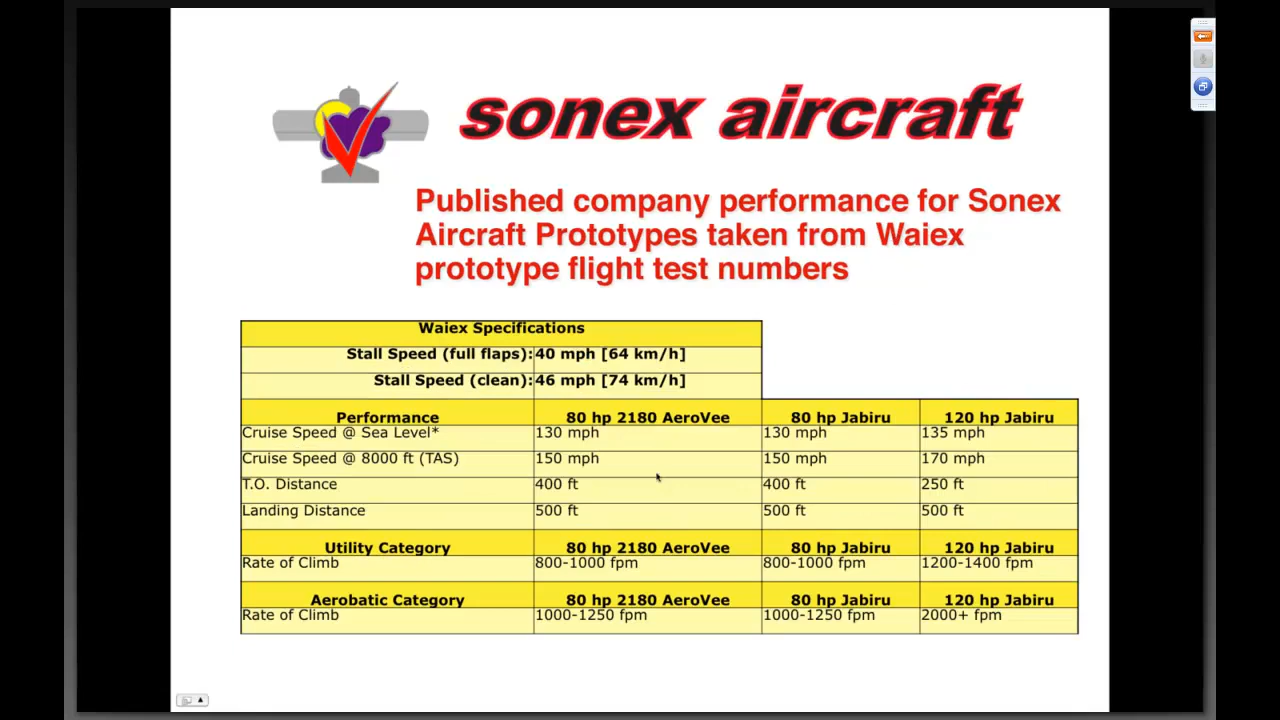 sonex aircraft
Published company performance for Sonex
Aircraft Prototypes taken from Waiex
prototype flight test numbers
Waiex Specifications
Stall Speed (full flaps): 40 mph [64 km/h]
Stall Speed (clean): 46 mph [74 km/h]
Performance 80 hp 2180 AeroVee 80 hp Jabiru 120 hp Jabiru
Cruise Speed @ Sea Level* 130 mph 130 mph 135 mph
Cruise Speed @ 8000 ft (TAS) 150 mph 150 mph 170 mph
T.O. Distance 400 ft 400 ft 250 ft
Landing Distance 500 ft 500 ft 500 ft
Utility Category 80 hp 2180 AeroVee 80 hp Jabiru 120 hp Jabiru
Rate of Climb 800-1000 fpm 800-1000 fpm 1200-1400 fpm
Aerobatic Category 80 hp 2180 AeroVee 80 hp Jabiru 120 hp Jabiru
Rate of Climb 1000-1250 fpm 1000-1250 fpm 2000+ fpm